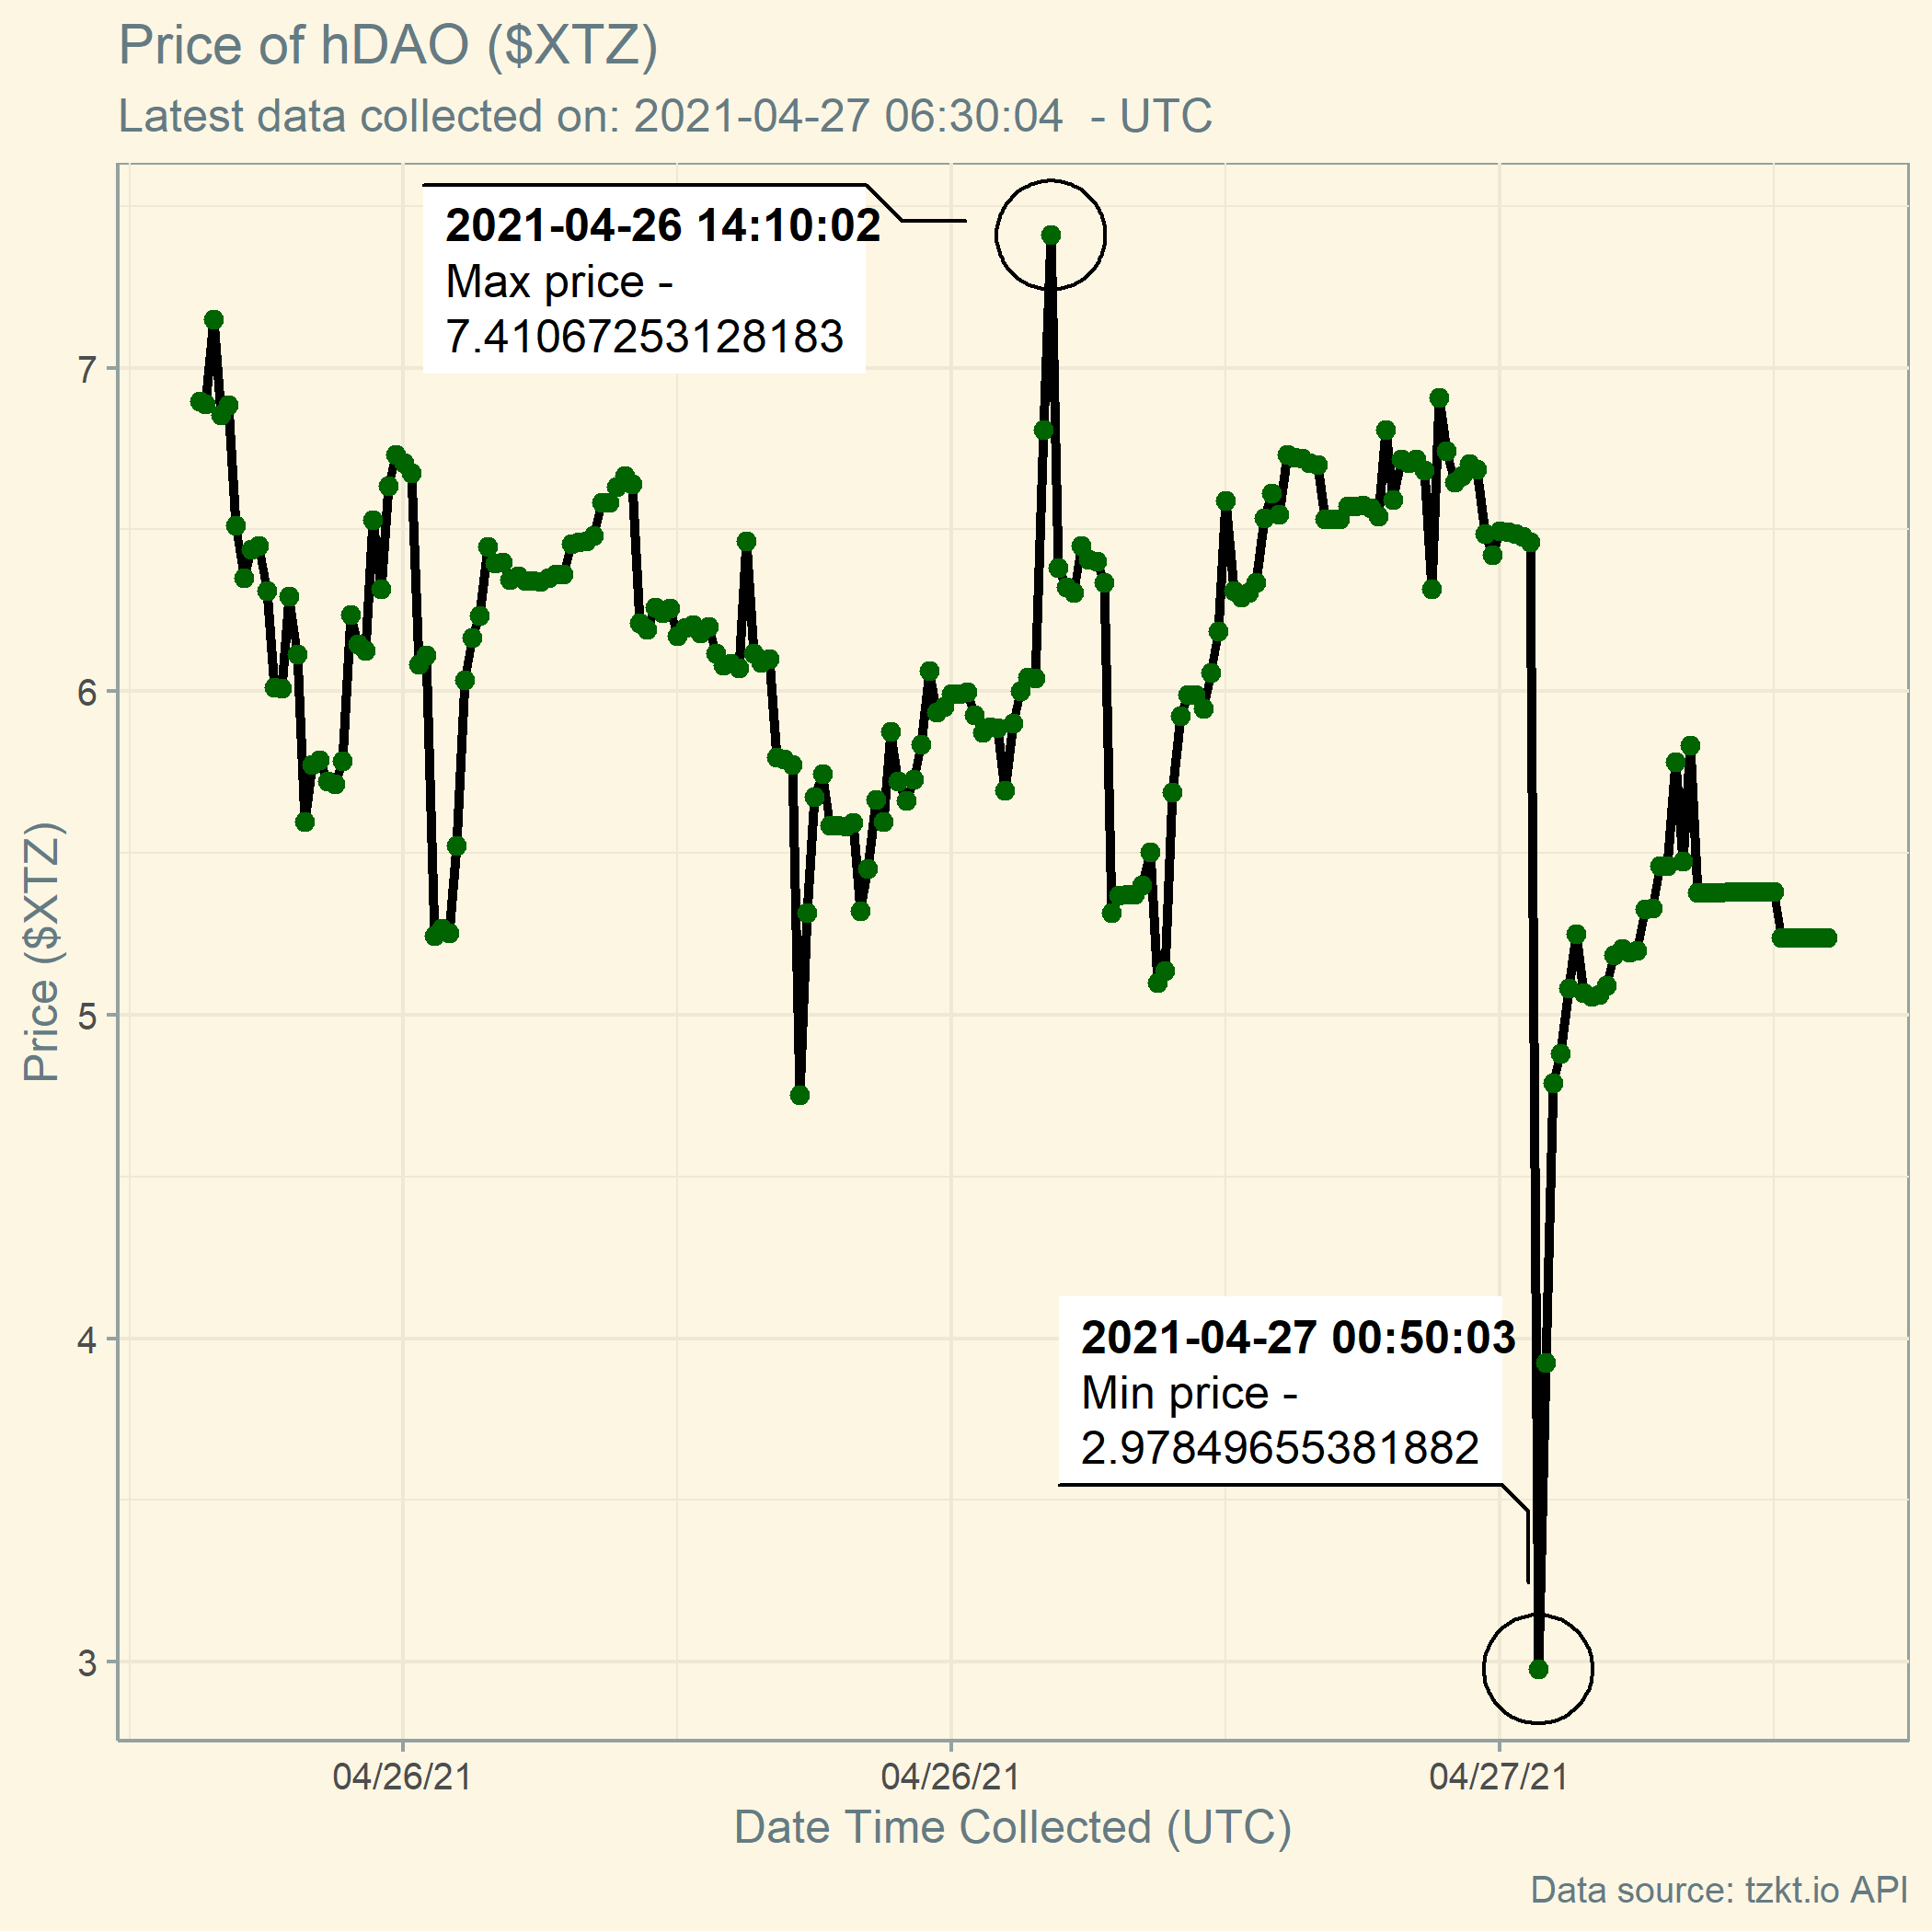 Price of hDAO ($XTZ)
Latest data collected on: 2021-04-27 06:30:04  - UTC
2021-04-26 14:10:02
Max price -
7.41067253128183
7
6
5
4
3
Price ($XTZ)
2021-04-27 00:50:03
Min price -
2.97849655381882
04/26/21
04/26/21
04/27/21
Date Time Collected (UTC)
Data source: tzkt.io API